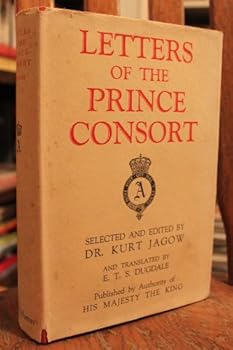 LETTERS
OF THE
PRINCE
CONSORT
A
SELECTED AND EDITED BY
DR. KURT JAGOW
AND TRANSLATED BY
E. T. S. DUGDALE
Published by Authority of
HIS MAJESTY THE KING
A